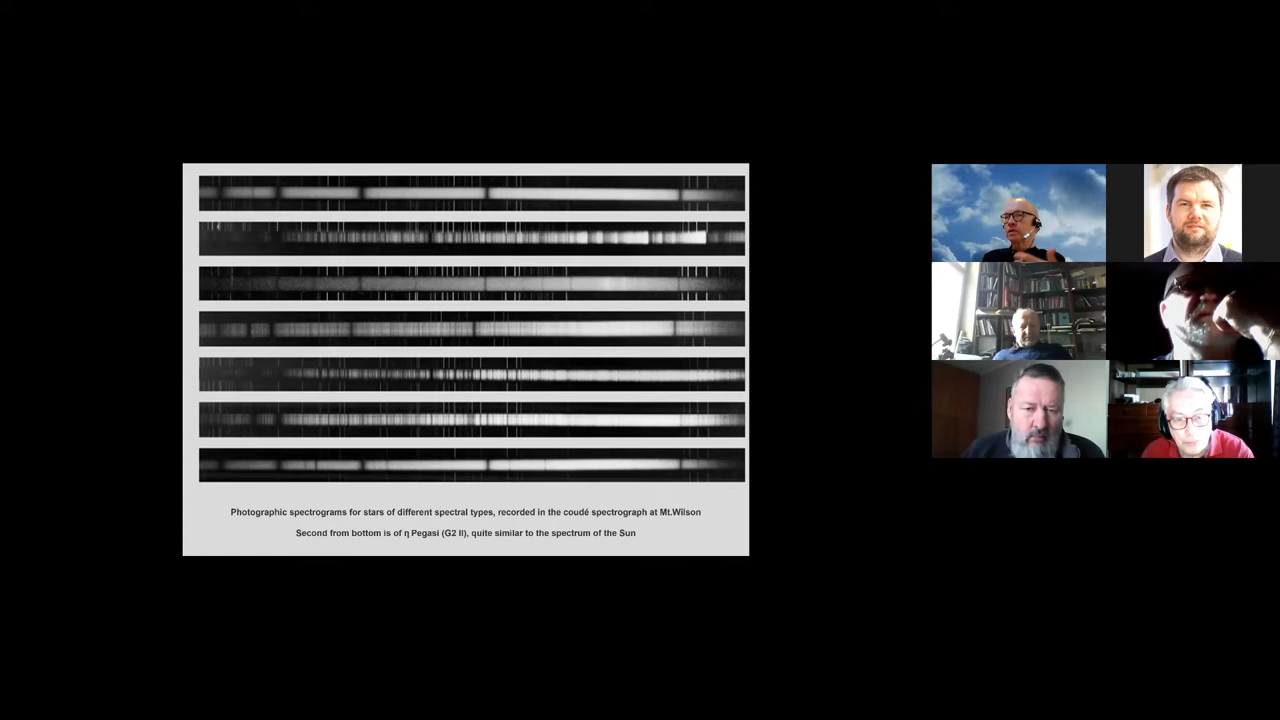 Photographic spectrograms for stars of different spectral types, recorded in the coudé spectrograph at Mt.Wilson
Second from bottom is of η Pegasi (G2 II), quite similar to the spectrum of the Sun